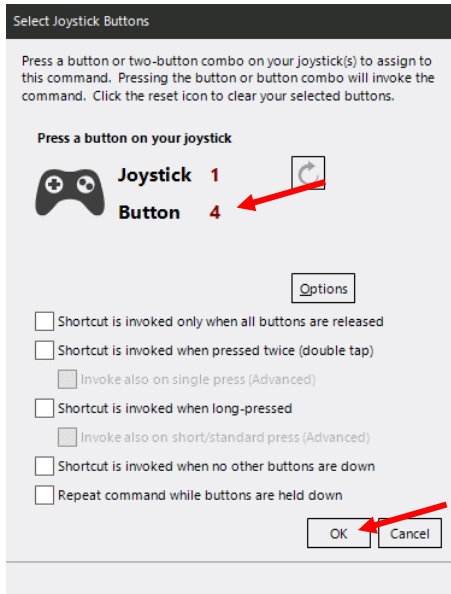 Select Joystick Buttons
Press a button or two-button combo on your joystick(s) to assign to
this command. Pressing the button or button combo will invoke the
command. Click the reset icon to clear your selected buttons.
Press a button on your joystick
Joystick 1
Button 4
Options
Shortcut is invoked only when all buttons are released
Shortcut is invoked when pressed twice (double tap)
Invoke also on single press (Advanced)
Shortcut is invoked when long-pressed
Invoke also on short/standard press (Advanced)
Shortcut is invoked when no other buttons are down
Repeat command while buttons are held down
OK Cancel